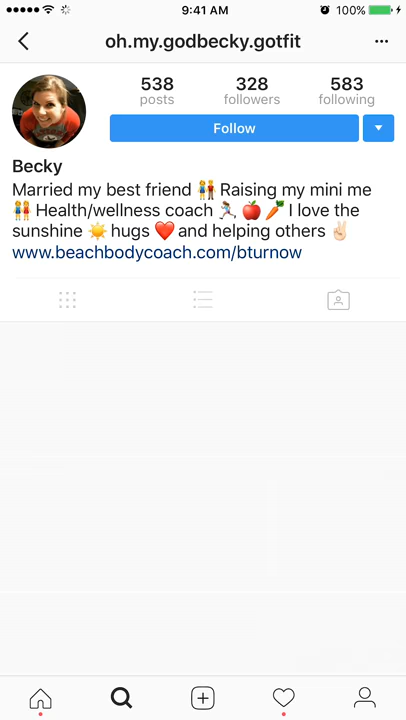 9:41 AM
100%
oh.my.godbecky.gotfit
538 328 583
posts followers following
Follow
Becky
Married my best friend 👫 Raising my mini me
👫 Health/wellness coach 🏃🏻‍♀️ 🍎 🥕 I love the
sunshine ☀️ hugs ❤️ and helping others ✌🏻
www.beachbodycoach.com/bturnow